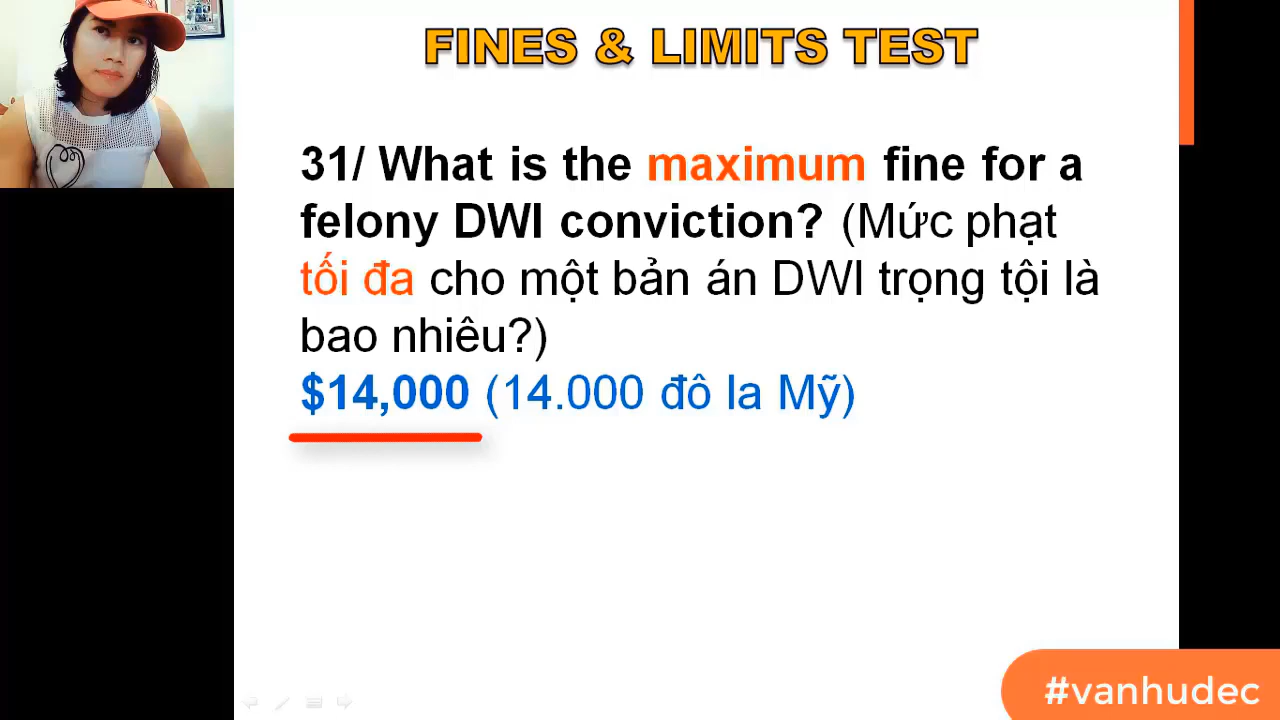 FINES & LIMITS TEST
31/ What is the maximum fine for a
felony DWI conviction? (Mức phạt
tối đa cho một bản án DWI trọng tội là
bao nhiêu?)
$14,000 (14.000 đô la Mỹ)
#vanhudec